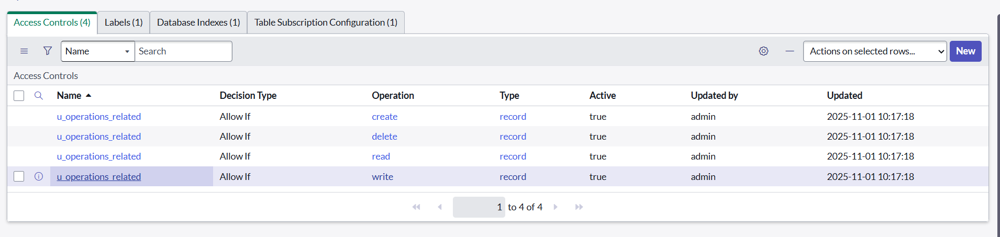 Access Controls (4) Labels (1) Database Indexes (1) Table Subscription Configuration (1)
Name Search Actions on selected rows... New
Access Controls
Name Decision Type Operation Type Active Updated by Updated
u_operations_related Allow If create record true admin 2025-11-01 10:17:18
u_operations_related Allow If delete record true admin 2025-11-01 10:17:18
u_operations_related Allow If read record true admin 2025-11-01 10:17:18
u_operations_related Allow If write record true admin 2025-11-01 10:17:18
1 to 4 of 4